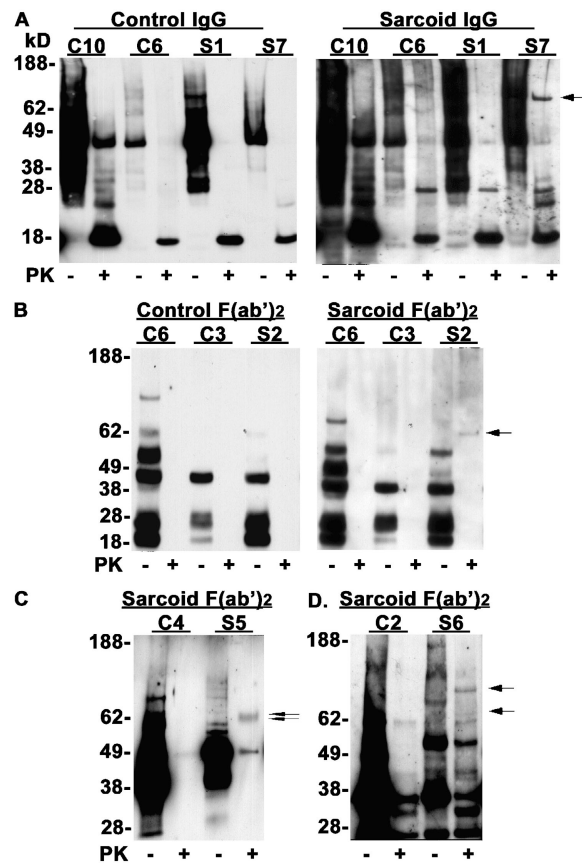 A Control IgG Sarcoid IgG
kD C10 C6 S1 S7 C10 C6 S1 S7
188-
62-
49-
38-
28-
18-
PK - + - + - + - + - + - + - + - +
B Control F(ab')2 Sarcoid F(ab')2
C6 C3 S2 C6 C3 S2
188-
62-
49-
38-
28-
18-
PK - + - + - + - + - + - +
C Sarcoid F(ab')2 D. Sarcoid F(ab')2
C4 S5 C2 S6
188- 188-
62- 62-
49- 49-
38- 38-
28- 28-
PK - + - + - + - +